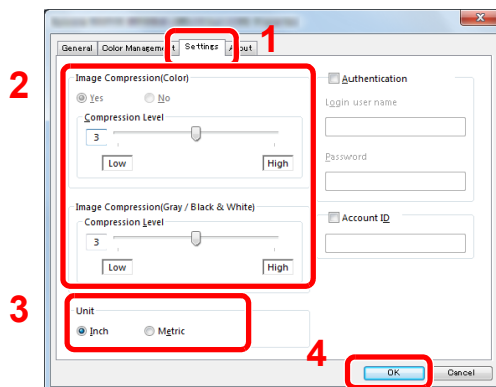 1
General Color Management Settings About
2
Image Compression(Color)
Yes No
Compression Level
3
Low High
Image Compression(Gray / Black & White)
Compression Level
3
Low High
Authentication
Login user name
Password
Account ID
3
Unit
Inch Metric
4
OK Cancel